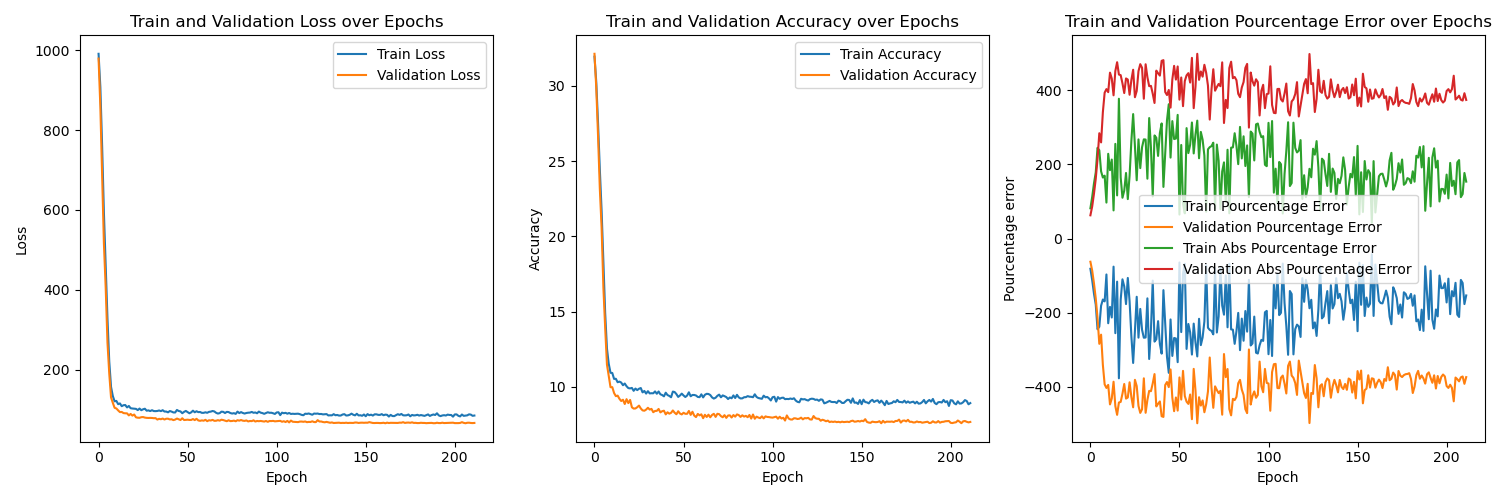 Train and Validation Loss over Epochs
Loss
1000
800
600
400
200
0
50
100
150
200
Epoch
Train Loss
Validation Loss
Train and Validation Accuracy over Epochs
Accuracy
30
25
20
15
10
0
50
100
150
200
Epoch
Train Accuracy
Validation Accuracy
Train and Validation Pourcentage Error over Epochs
Pourcentage error
400
200
0
−200
−400
0
50
100
150
200
Epoch
Train Pourcentage Error
Validation Pourcentage Error
Train Abs Pourcentage Error
Validation Abs Pourcentage Error